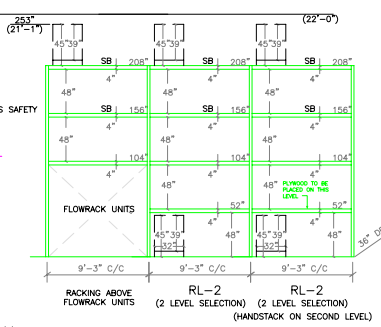 253"
(21'-1")
(22'-0")
45" 39"
45" 39"
45" 39"
SB 208"
SB 208"
SB 208"
4"
4"
4"
48"
48"
48"
S SAFETY
SB 156"
SB 156"
SB 156"
4"
4"
4"
48"
48"
48"
104"
104"
104"
4"
4"
4"
48"
48"
PLYWOOD TO BE
PLACED ON THIS
LEVEL
FLOWRACK UNITS
52"
52"
4"
4"
48"
48"
32"
32"
36" D
9'-3" C/C
9'-3" C/C
9'-3" C/C
RACKING ABOVE
FLOWRACK UNITS
RL-2
(2 LEVEL SELECTION)
RL-2
(2 LEVEL SELECTION)
(HANDSTACK ON SECOND LEVEL)